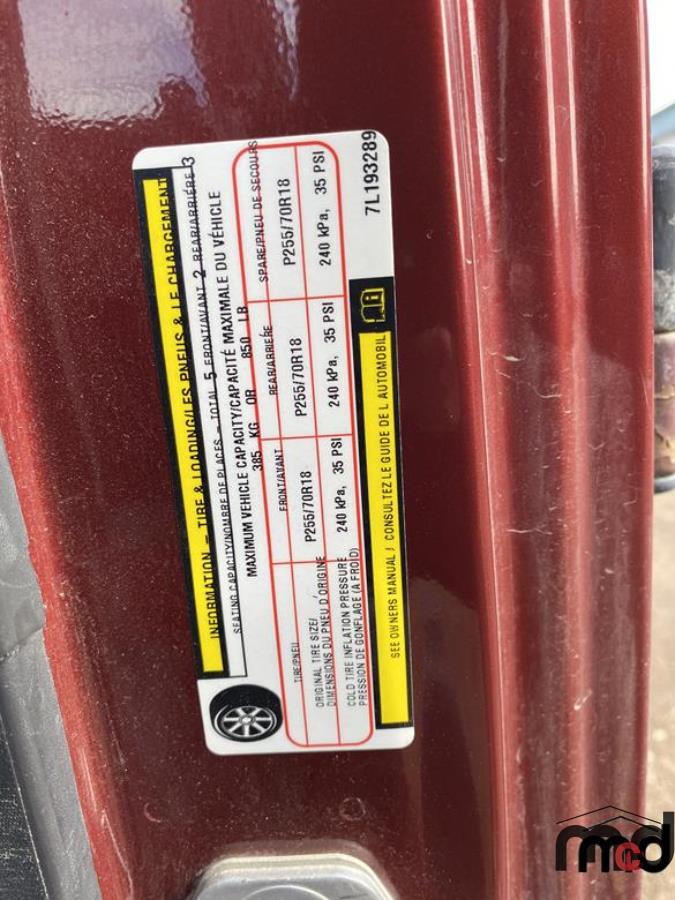 INFORMATION – TIRE & LOADING/LES PNEUS & LE CHARGEMENT
SEATING CAPACITY/NOMBRE DE PLACES – TOTAL 5 FRONT/AVANT 2 REAR/ARRIÉRE 3
MAXIMUM VEHICLE CAPACITY/CAPACITÉ MAXIMALE DU VÉHICLE
385 KG OR 850 LB
TIRE/PNEU FRONT/AVANT REAR/ARRIÉRE SPARE/PNEU DE SECOURS
ORIGINAL TIRE SIZE/
DIMENSIONS DU PNEU D'ORIGINE
P255/70R18 P255/70R18 P255/70R18
COLD TIRE INFLATION PRESSURE
PRESSION DE GONFLAGE (A FROID)
240 kPa, 35 PSI 240 kPa, 35 PSI 240 kPa, 35 PSI
SEE OWNERS MANUAL / CONSULTEZ LE GUIDE DE L AUTOMOBIL
7L193289